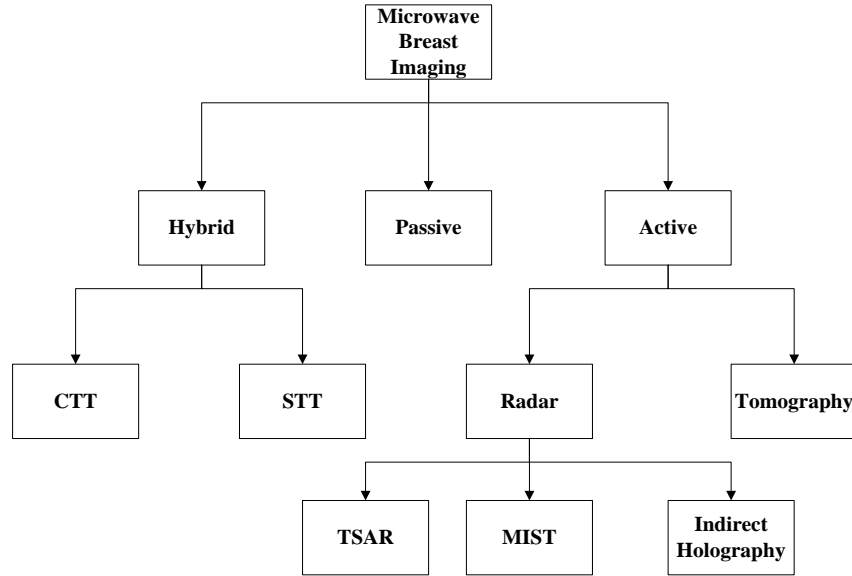 Microwave
Breast
Imaging
Hybrid
Passive
Active
CTT
STT
Radar
Tomography
TSAR
MIST
Indirect
Holography